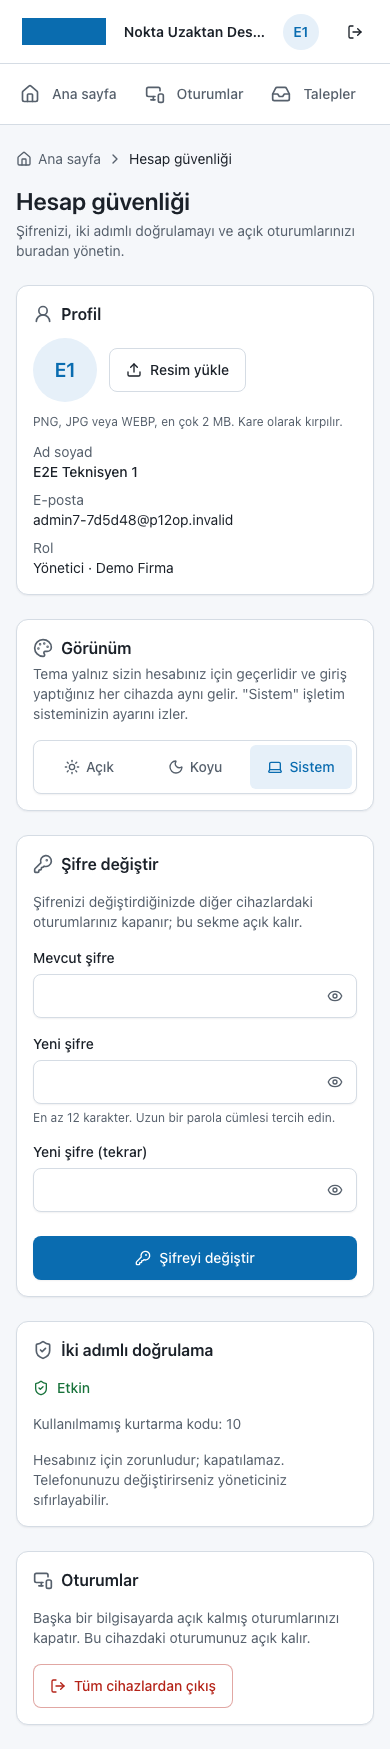 Nokta Uzaktan Des...
E1
Ana sayfa
Oturumlar
Talepler
Ana sayfa > Hesap güvenliği
Hesap güvenliği
Şifrenizi, iki adımlı doğrulamayı ve açık oturumlarınızı
buradan yönetin.
Profil
E1
Resim yükle
PNG, JPG veya WEBP, en çok 2 MB. Kare olarak kırpılır.
Ad soyad
E2E Teknisyen 1
E-posta
admin7-7d5d48@p12op.invalid
Rol
Yönetici · Demo Firma
Görünüm
Tema yalnız sizin hesabınız için geçerlidir ve giriş
yaptığınız her cihazda aynı gelir. "Sistem" işletim
sisteminizin ayarını izler.
Açık
Koyu
Sistem
Şifre değiştir
Şifrenizi değiştirdiğinizde diğer cihazlardaki
oturumlarınız kapanır; bu sekme açık kalır.
Mevcut şifre
Yeni şifre
En az 12 karakter. Uzun bir parola cümlesi tercih edin.
Yeni şifre (tekrar)
Şifreyi değiştir
İki adımlı doğrulama
Etkin
Kullanılmamış kurtarma kodu: 10
Hesabınız için zorunludur; kapatılamaz.
Telefonunuzu değiştirirseniz yöneticiniz
sıfırlayabilir.
Oturumlar
Başka bir bilgisayarda açık kalmış oturumlarınızı
kapatır. Bu cihazdaki oturumunuz açık kalır.
Tüm cihazlardan çıkış